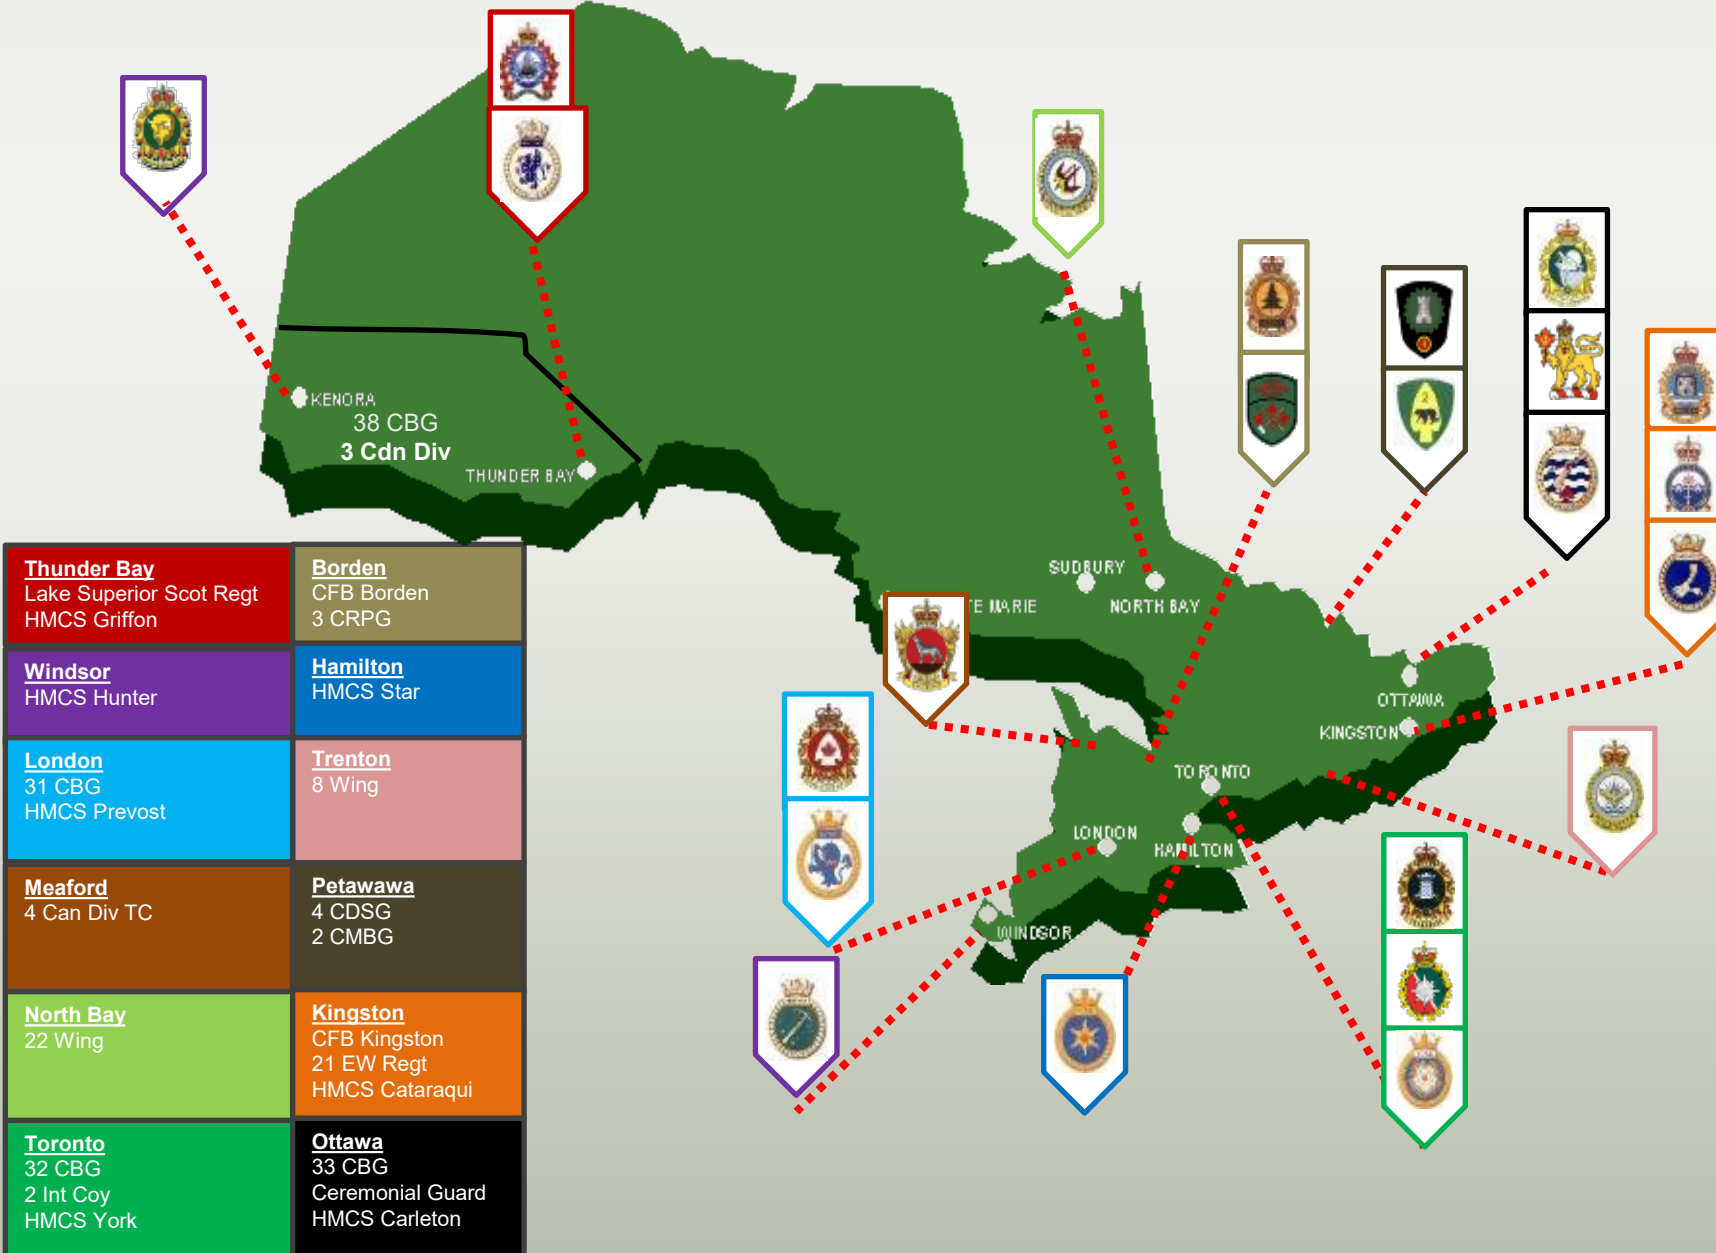 KENORA
38 CBG
3 Cdn Div
THUNDER BAY
SUDBURY
TE MARIE
NORTH BAY
OTTAWA
KINGSTON
TORONTO
LONDON
HAMILTON
WINDSOR
Thunder Bay
Lake Superior Scot Regt
HMCS Griffon
Borden
CFB Borden
3 CRPG
Windsor
HMCS Hunter
Hamilton
HMCS Star
London
31 CBG
HMCS Prevost
Trenton
8 Wing
Meaford
4 Can Div TC
Petawawa
4 CDSG
2 CMBG
North Bay
22 Wing
Kingston
CFB Kingston
21 EW Regt
HMCS Cataraqui
Toronto
32 CBG
2 Int Coy
HMCS York
Ottawa
33 CBG
Ceremonial Guard
HMCS Carleton
2